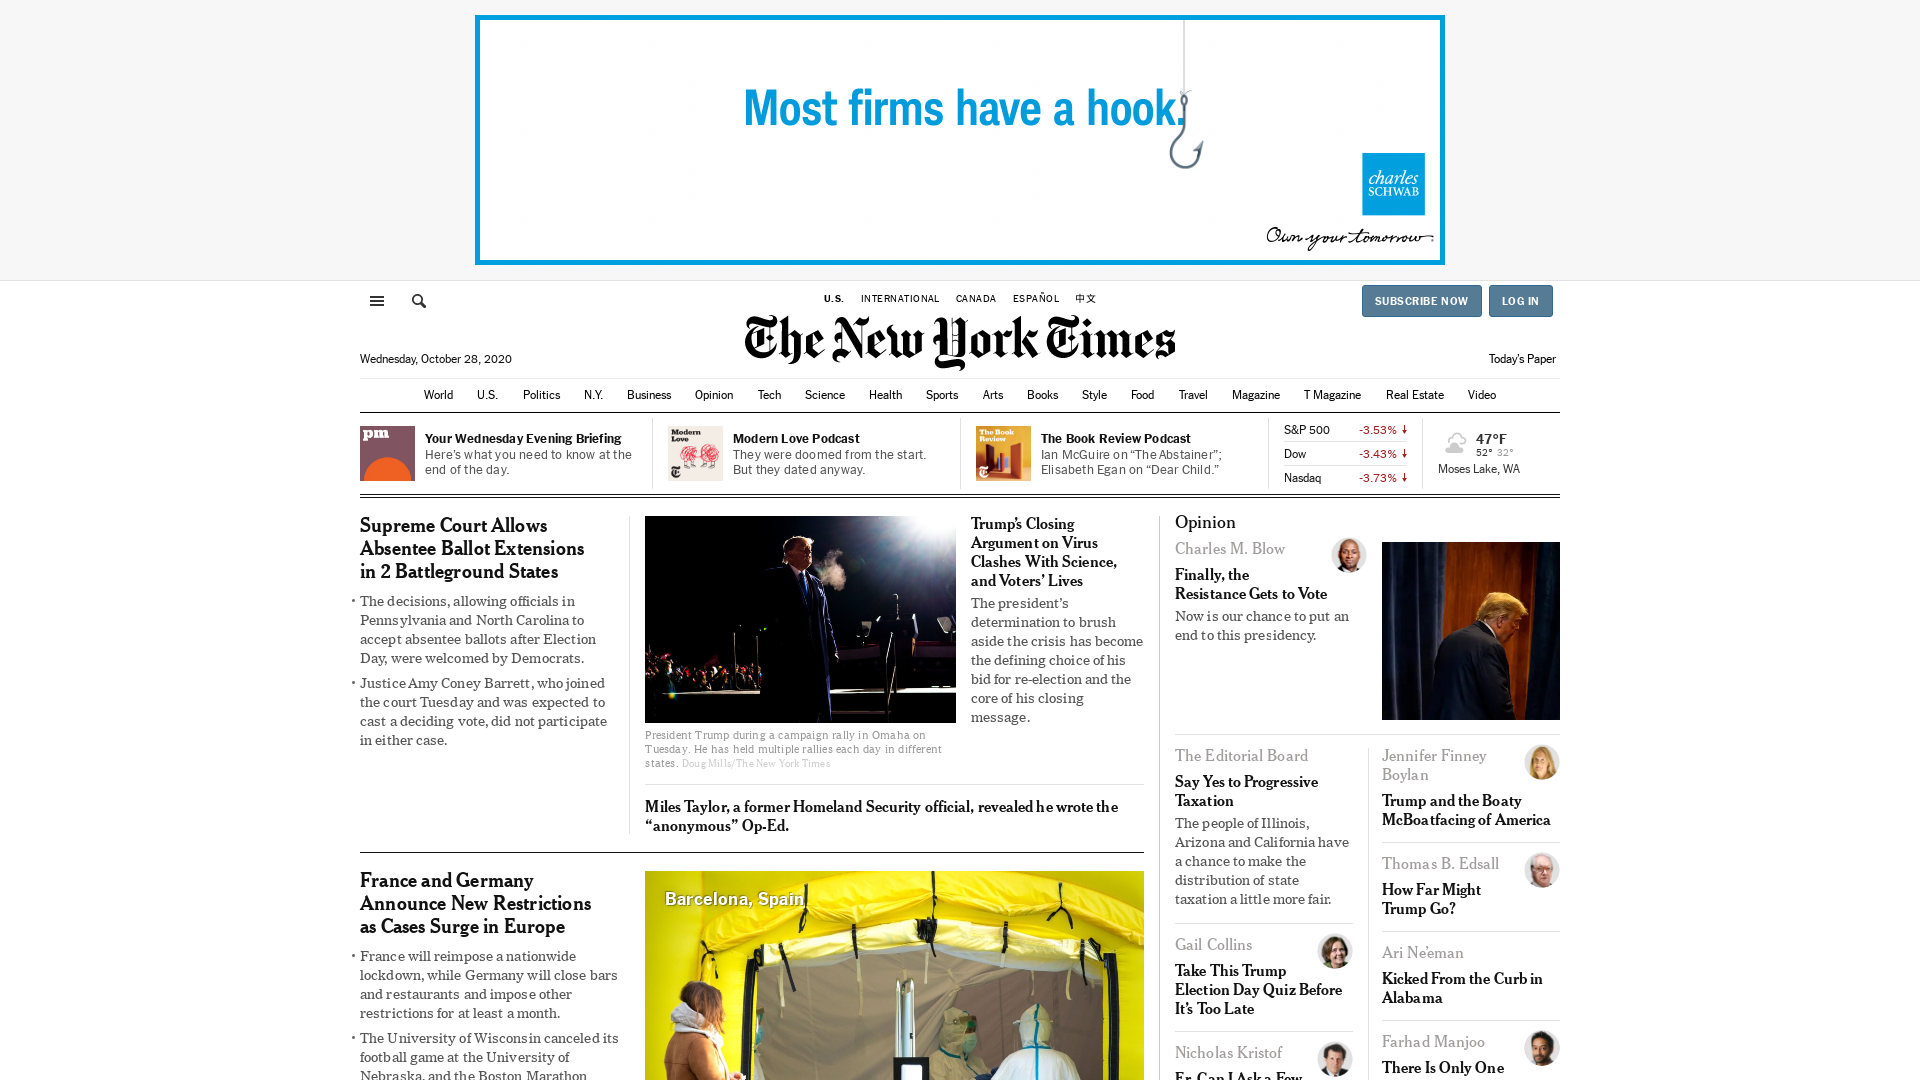 Most firms have a hook.
charles
SCHWAB
Own your tomorrow.
U.S.
INTERNATIONAL
CANADA
ESPAÑOL
中文
SUBSCRIBE NOW
LOG IN
The New York Times
Wednesday, October 28, 2020
Today's Paper
World
U.S.
Politics
N.Y.
Business
Opinion
Tech
Science
Health
Sports
Arts
Books
Style
Food
Travel
Magazine
T Magazine
Real Estate
Video
pm
Your Wednesday Evening Briefing
Here's what you need to know at the
end of the day.
Modern
Love
Modern Love Podcast
They were doomed from the start.
But they dated anyway.
The Book
Review
The Book Review Podcast
Ian McGuire on “The Abstainer”;
Elisabeth Egan on “Dear Child.”
S&P 500 -3.53%
Dow -3.43%
Nasdaq -3.73%
47°F
52° 32°
Moses Lake, WA
Supreme Court Allows
Absentee Ballot Extensions
in 2 Battleground States
• The decisions, allowing officials in
Pennsylvania and North Carolina to
accept absentee ballots after Election
Day, were welcomed by Democrats.
• Justice Amy Coney Barrett, who joined
the court Tuesday and was expected to
cast a deciding vote, did not participate
in either case.
President Trump during a campaign rally in Omaha on
Tuesday. He has held multiple rallies each day in different
states. Doug Mills/The New York Times
Trump's Closing
Argument on Virus
Clashes With Science,
and Voters' Lives
The president's
determination to brush
aside the crisis has become
the defining choice of his
bid for re-election and the
core of his closing
message.
Miles Taylor, a former Homeland Security official, revealed he wrote the
“anonymous” Op-Ed.
France and Germany
Announce New Restrictions
as Cases Surge in Europe
• France will reimpose a nationwide
lockdown, while Germany will close bars
and restaurants and impose other
restrictions for at least a month.
• The University of Wisconsin canceled its
football game at the University of
Nebraska, and the Boston Marathon
Barcelona, Spain
Opinion
Charles M. Blow
Finally, the
Resistance Gets to Vote
Now is our chance to put an
end to this presidency.
The Editorial Board
Say Yes to Progressive
Taxation
The people of Illinois,
Arizona and California have
a chance to make the
distribution of state
taxation a little more fair.
Gail Collins
Take This Trump
Election Day Quiz Before
It's Too Late
Nicholas Kristof
Er, Can I Ask a Few
Jennifer Finney
Boylan
Trump and the Boaty
McBoatfacing of America
Thomas B. Edsall
How Far Might
Trump Go?
Ari Ne'eman
Kicked From the Curb in
Alabama
Farhad Manjoo
There Is Only One